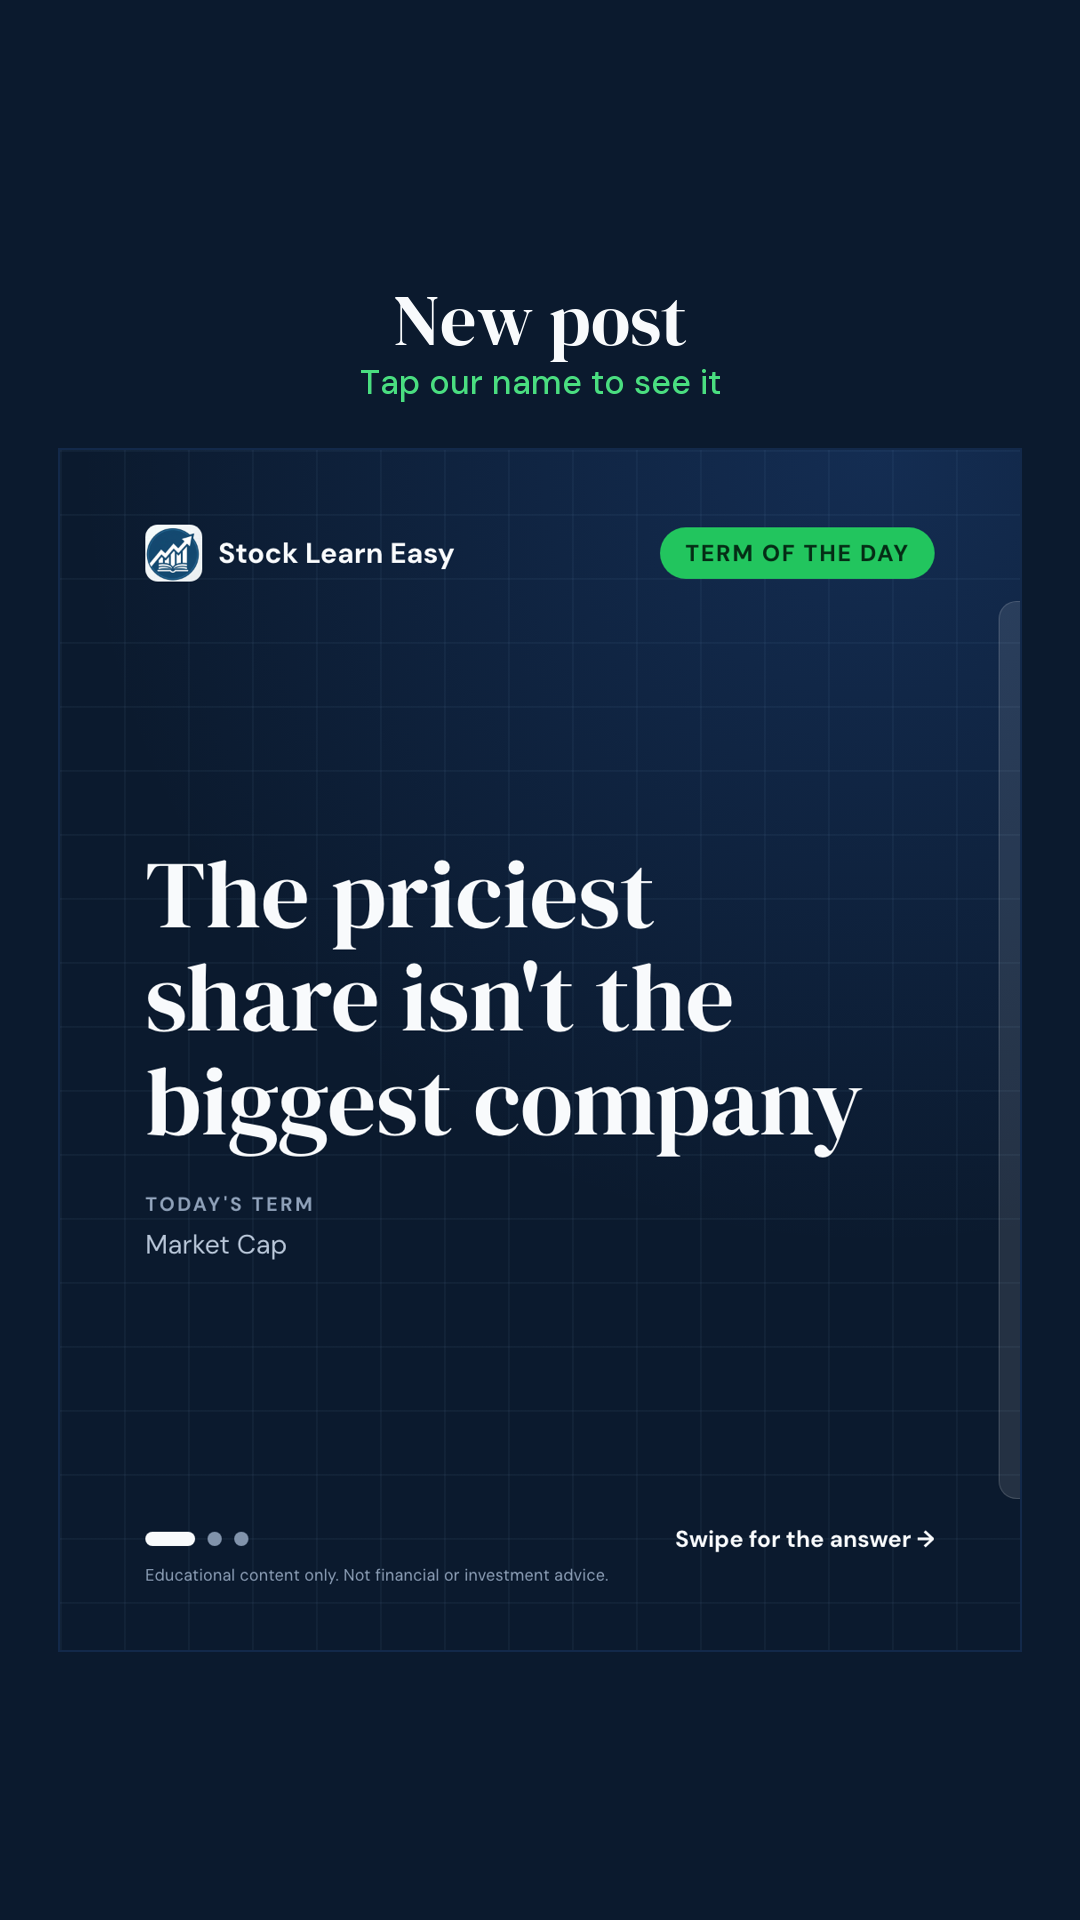 New post
Tap our name to see it
Stock Learn Easy
TERM OF THE DAY
The priciest
share isn't the
biggest company
TODAY'S TERM
Market Cap
Swipe for the answer →
Educational content only. Not financial or investment advice.